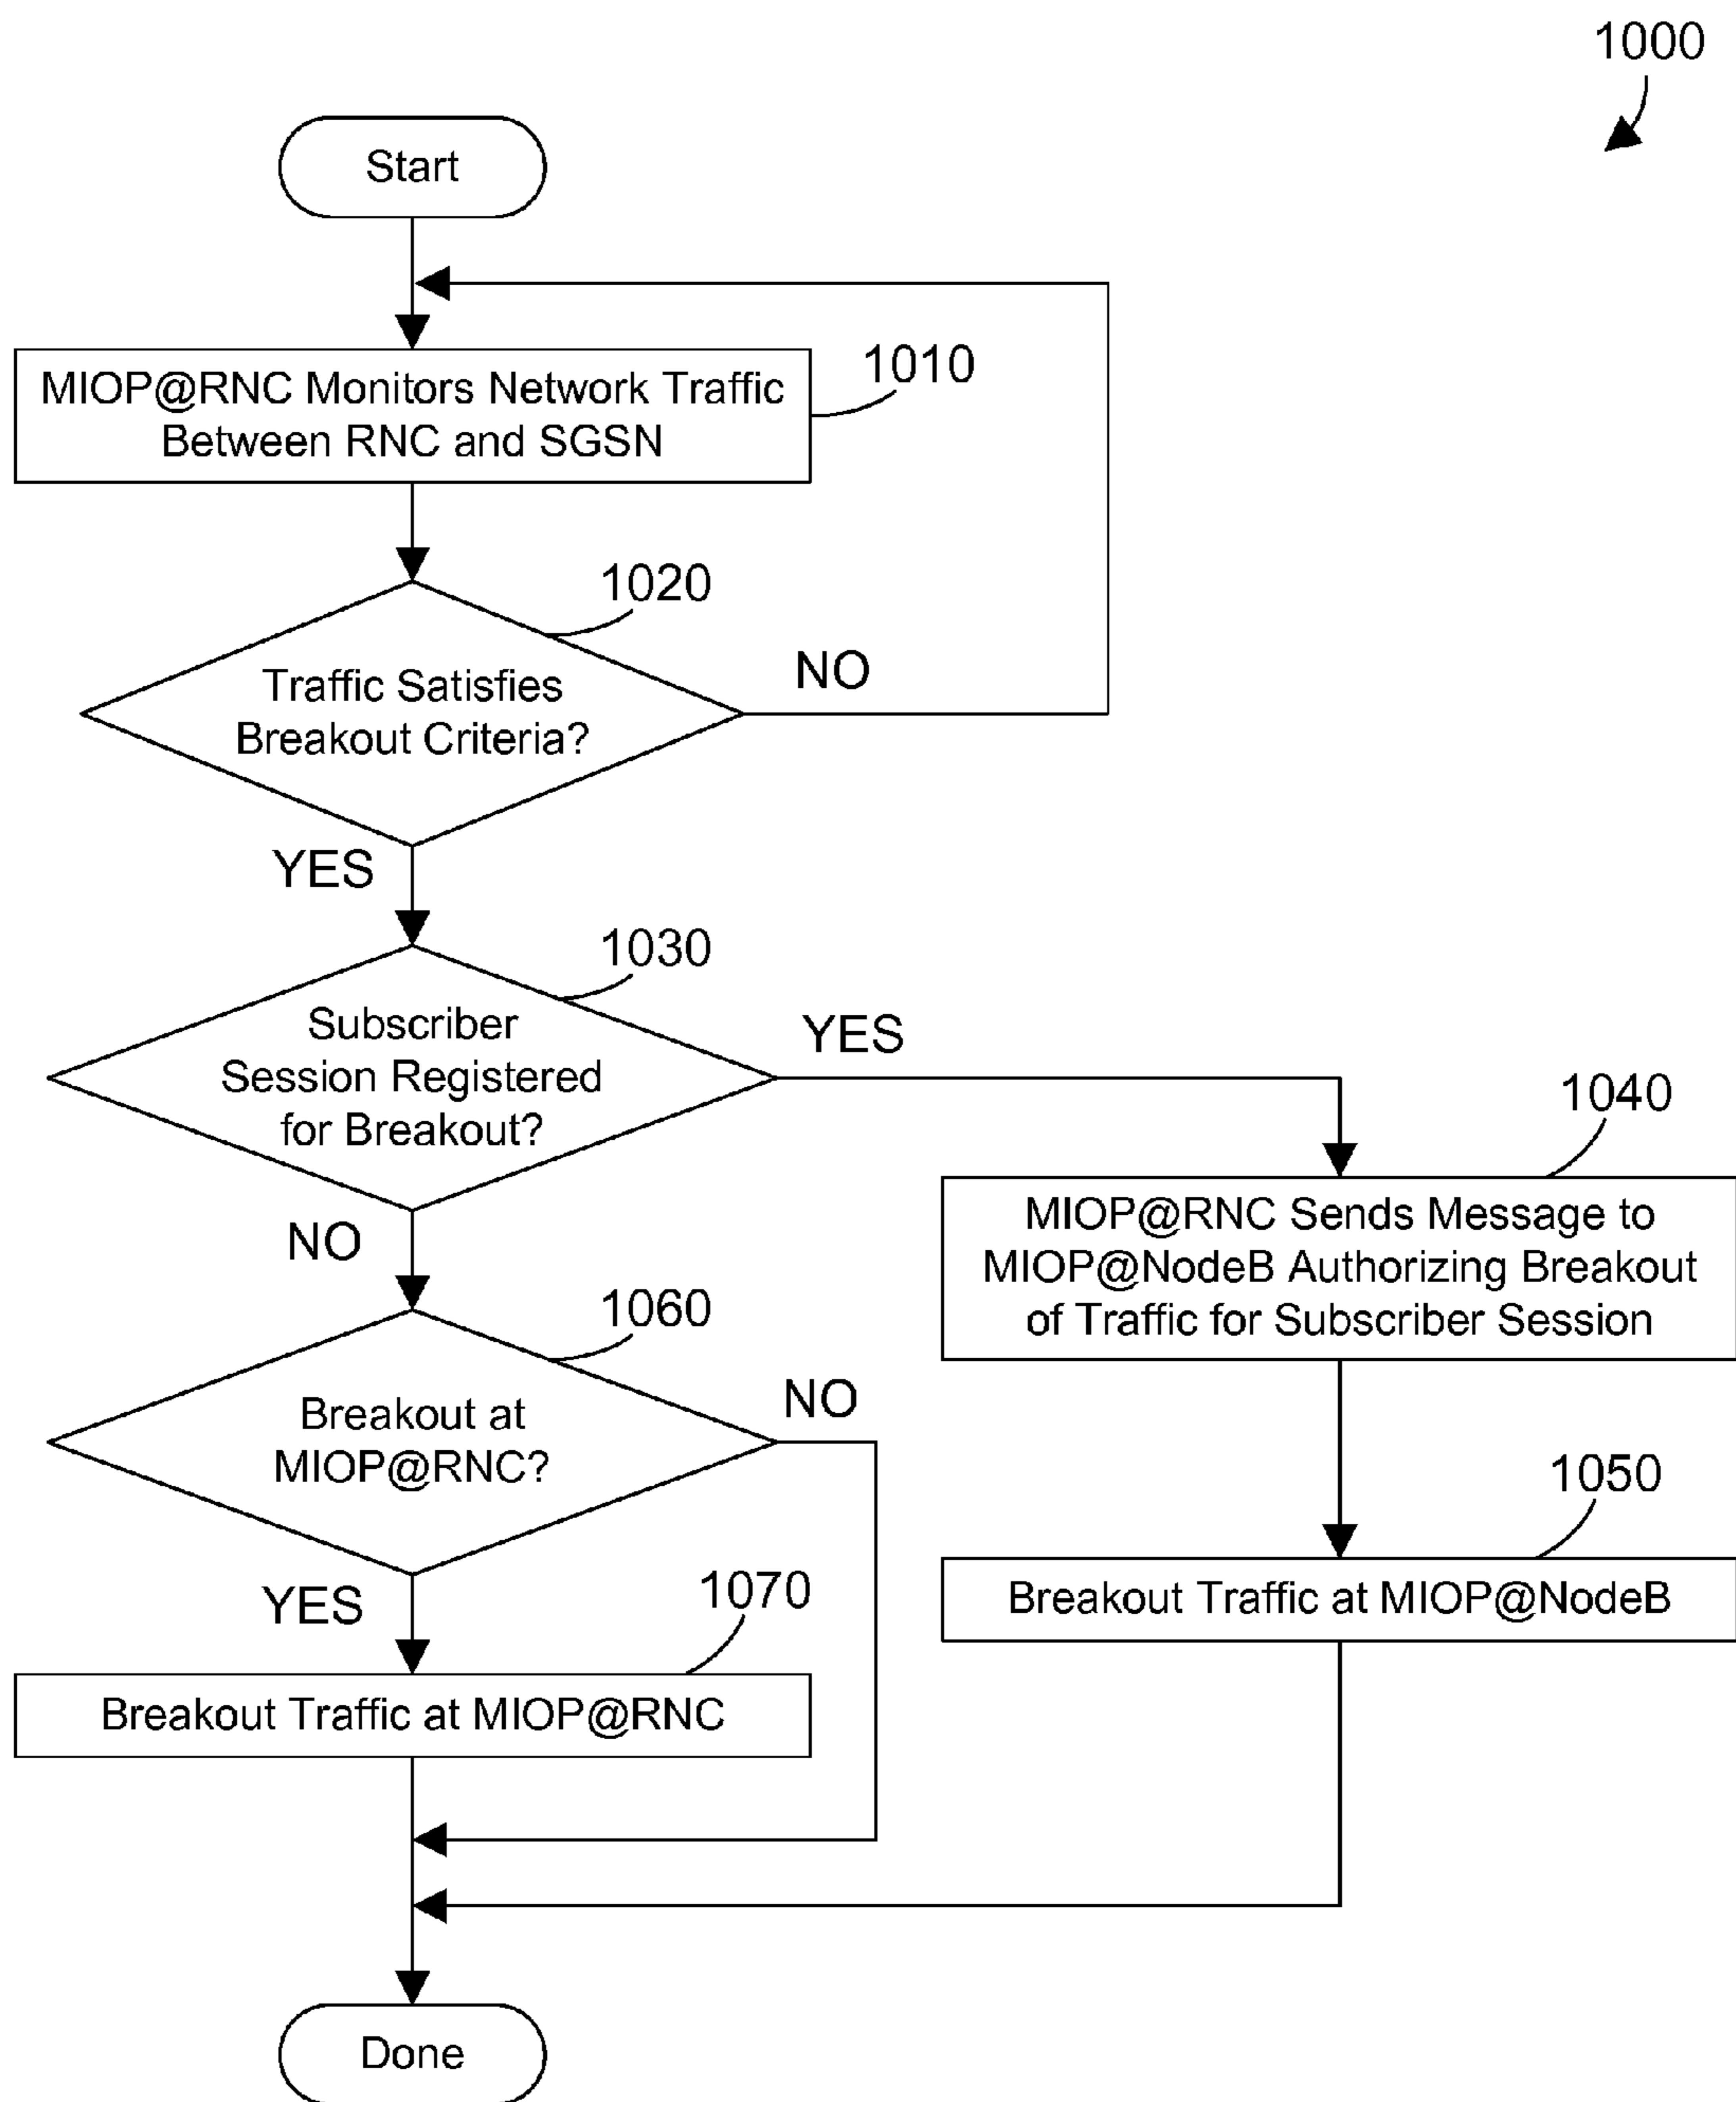 1000
Start
MIOP@RNC Monitors Network Traffic
Between RNC and SGSN
1010
1020
Traffic Satisfies
Breakout Criteria?
NO
YES
1030
Subscriber
Session Registered
for Breakout?
YES
1040
MIOP@RNC Sends Message to
MIOP@NodeB Authorizing Breakout
of Traffic for Subscriber Session
NO
1060
Breakout at
MIOP@RNC?
NO
1050
Breakout Traffic at MIOP@NodeB
YES
1070
Breakout Traffic at MIOP@RNC
Done